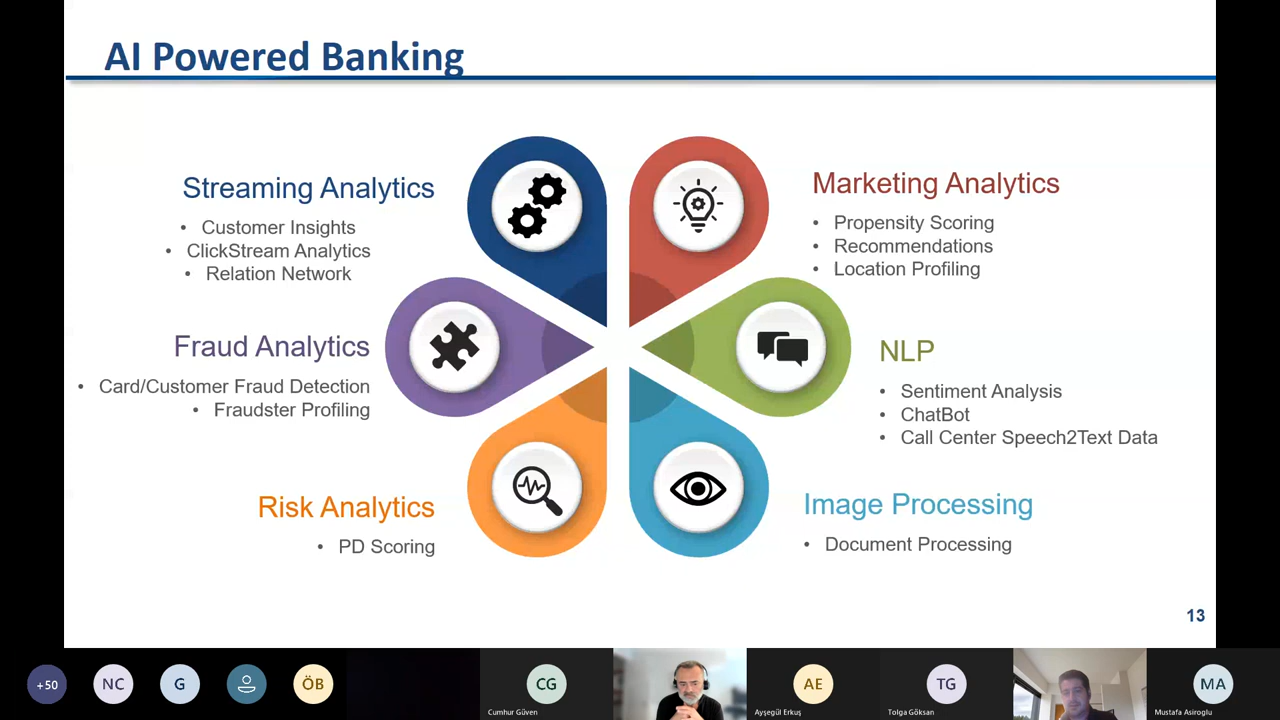 AI Powered Banking
Streaming Analytics
• Customer Insights
• ClickStream Analytics
• Relation Network
Fraud Analytics
• Card/Customer Fraud Detection
• Fraudster Profiling
Risk Analytics
• PD Scoring
Marketing Analytics
• Propensity Scoring
• Recommendations
• Location Profiling
NLP
• Sentiment Analysis
• ChatBot
• Call Center Speech2Text Data
Image Processing
• Document Processing
13
+50
NC
G
ÖB
CG
Cumhur Güven
AE
Ayşegül Erkuş
TG
Tolga Göksan
MA
Mustafa Asiroglu